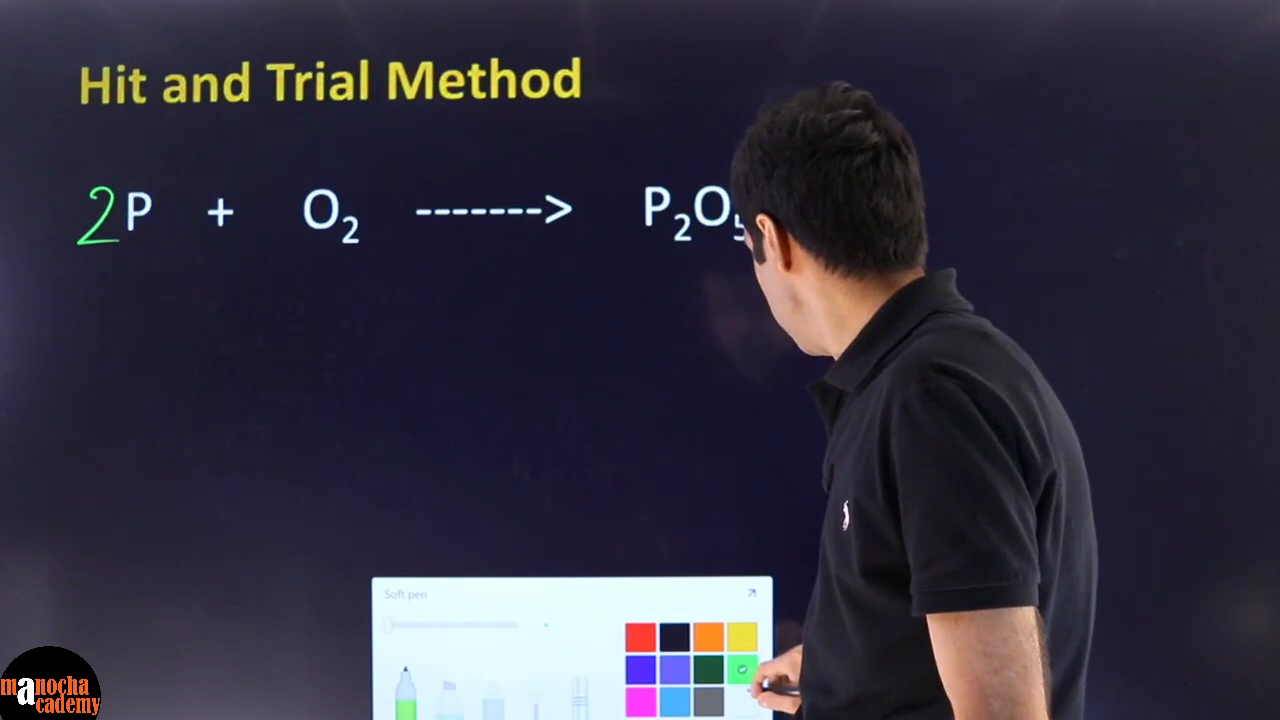 Hit and Trial Method
2P + O₂ -------> P₂O₅
Soft pen
manocha
academy